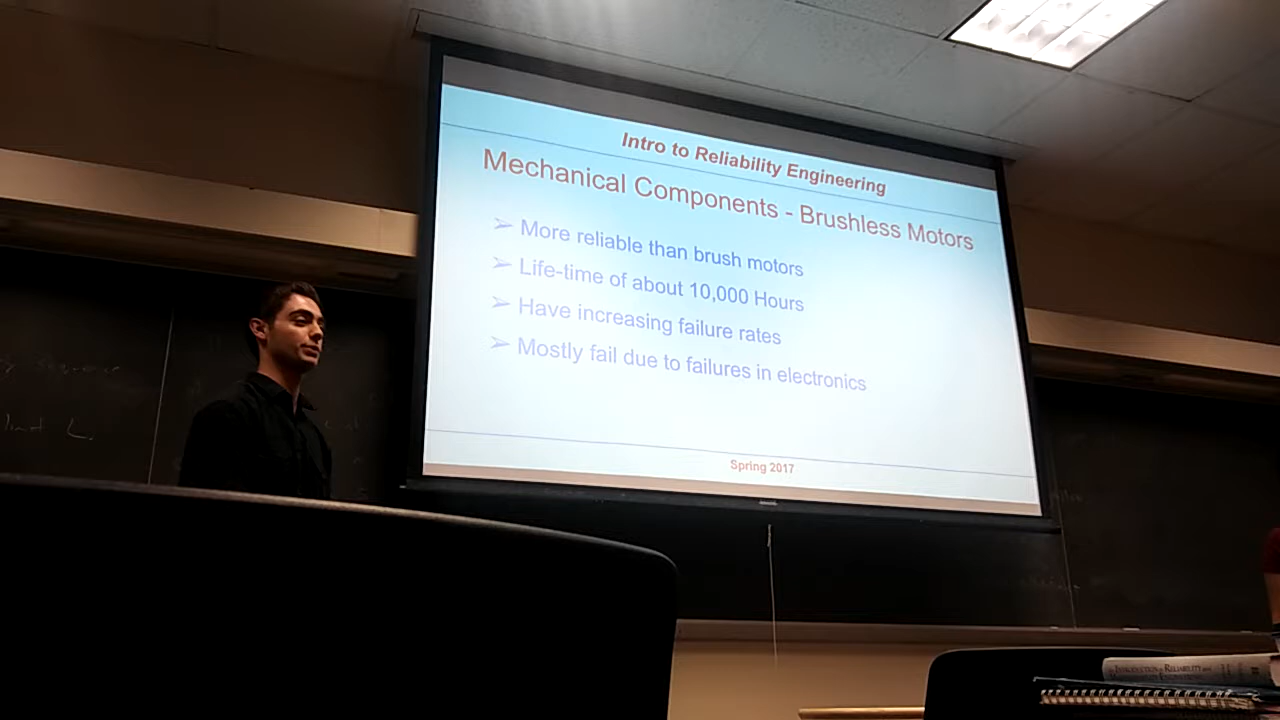 Intro to Reliability Engineering
Mechanical Components - Brushless Motors
➢ More reliable than brush motors
➢ Life-time of about 10,000 Hours
➢ Have increasing failure rates
➢ Mostly fail due to failures in electronics
Spring 2017